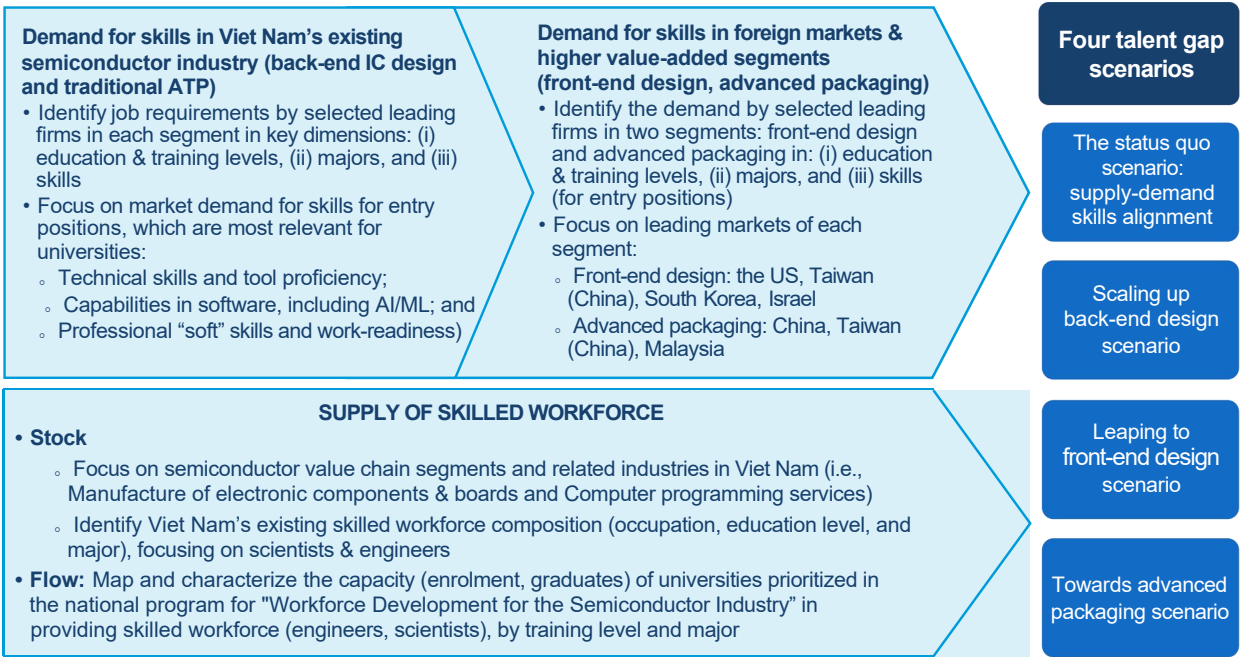 Demand for skills in Viet Nam's existing
semiconductor industry (back-end IC design
and traditional ATP)
• Identify job requirements by selected leading
firms in each segment in key dimensions: (i)
education & training levels, (ii) majors, and (iii)
skills
• Focus on market demand for skills for entry
positions, which are most relevant for
universities:
◦ Technical skills and tool proficiency;
◦ Capabilities in software, including AI/ML; and
◦ Professional “soft” skills and work-readiness)
Demand for skills in foreign markets &
higher value-added segments
(front-end design, advanced packaging)
• Identify the demand by selected leading
firms in two segments: front-end design
and advanced packaging in: (i) education
& training levels, (ii) majors, and (iii) skills
(for entry positions)
• Focus on leading markets of each
segment:
◦ Front-end design: the US, Taiwan
(China), South Korea, Israel
◦ Advanced packaging: China, Taiwan
(China), Malaysia
SUPPLY OF SKILLED WORKFORCE
• Stock
◦ Focus on semiconductor value chain segments and related industries in Viet Nam (i.e.,
Manufacture of electronic components & boards and Computer programming services)
◦ Identify Viet Nam's existing skilled workforce composition (occupation, education level, and
major), focusing on scientists & engineers
• Flow: Map and characterize the capacity (enrolment, graduates) of universities prioritized in
the national program for "Workforce Development for the Semiconductor Industry” in
providing skilled workforce (engineers, scientists), by training level and major
Four talent gap
scenarios
The status quo
scenario:
supply-demand
skills alignment
Scaling up
back-end design
scenario
Leaping to
front-end design
scenario
Towards advanced
packaging scenario